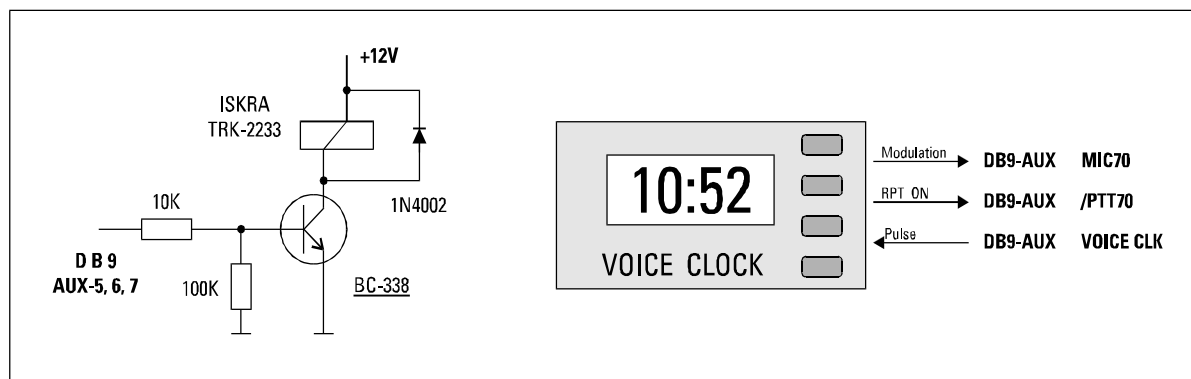 +12V
ISKRA
TRK-2233
1N4002
10K
D B 9
AUX-5, 6, 7
100K
BC-338
10:52
VOICE CLOCK
Modulation DB9-AUX MIC70
RPT ON DB9-AUX /PTT70
Pulse DB9-AUX VOICE CLK